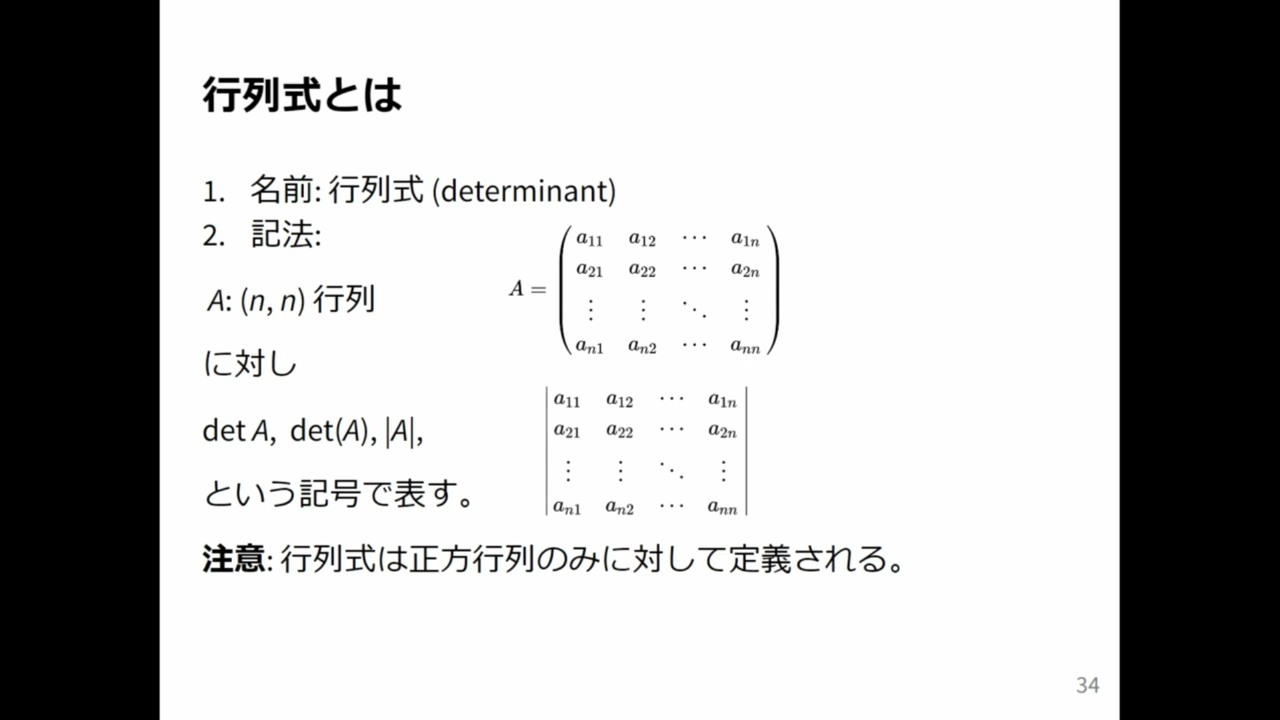 行列式とは
1. 名前: 行列式 (determinant)
2. 記法:
A: (n, n) 行列
A = ( a11 a12 ⋯ a1n
a21 a22 ⋯ a2n
⋮ ⋮ ⋱ ⋮
an1 an2 ⋯ ann )
に対し
det A, det(A), |A|,
| a11 a12 ⋯ a1n |
| a21 a22 ⋯ a2n |
| ⋮ ⋮ ⋱ ⋮ |
| an1 an2 ⋯ ann |
という記号で表す。
注意: 行列式は正方行列のみに対して定義される。
34